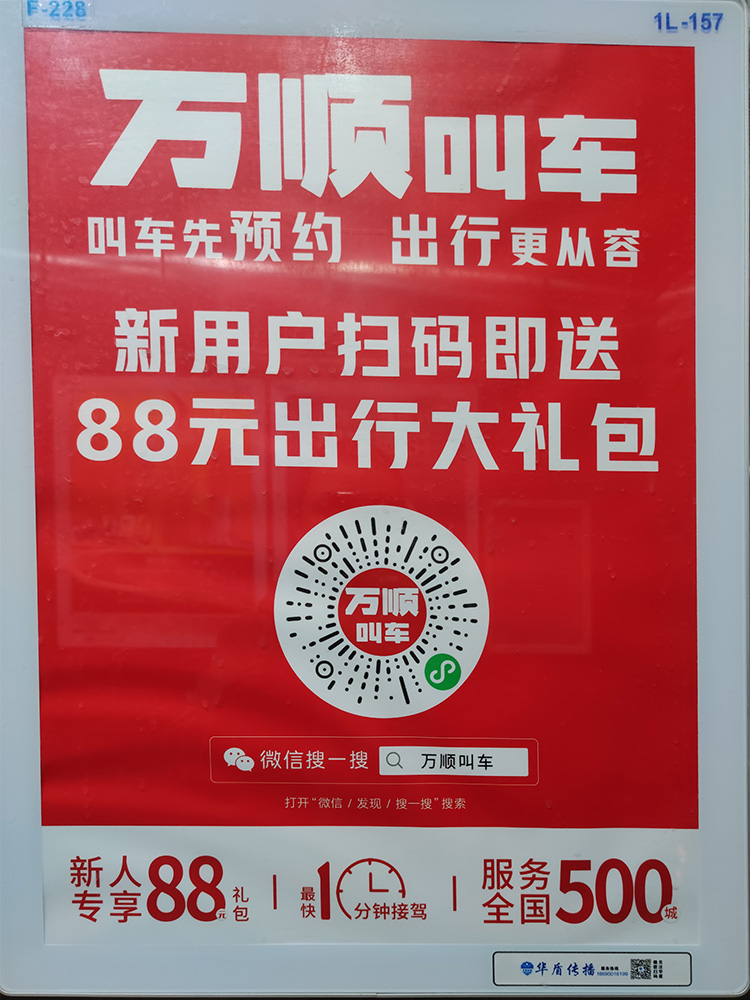 F-228
1L-157
万顺叫车
叫车先预约 出行更从容
新用户扫码即送
88元出行大礼包
万顺
叫车
微信搜一搜 万顺叫车
打开“微信 / 发现 / 搜一搜”搜索
新人专享88元礼包
最快10分钟接驾
服务全国500城
华盾传播
服务热线